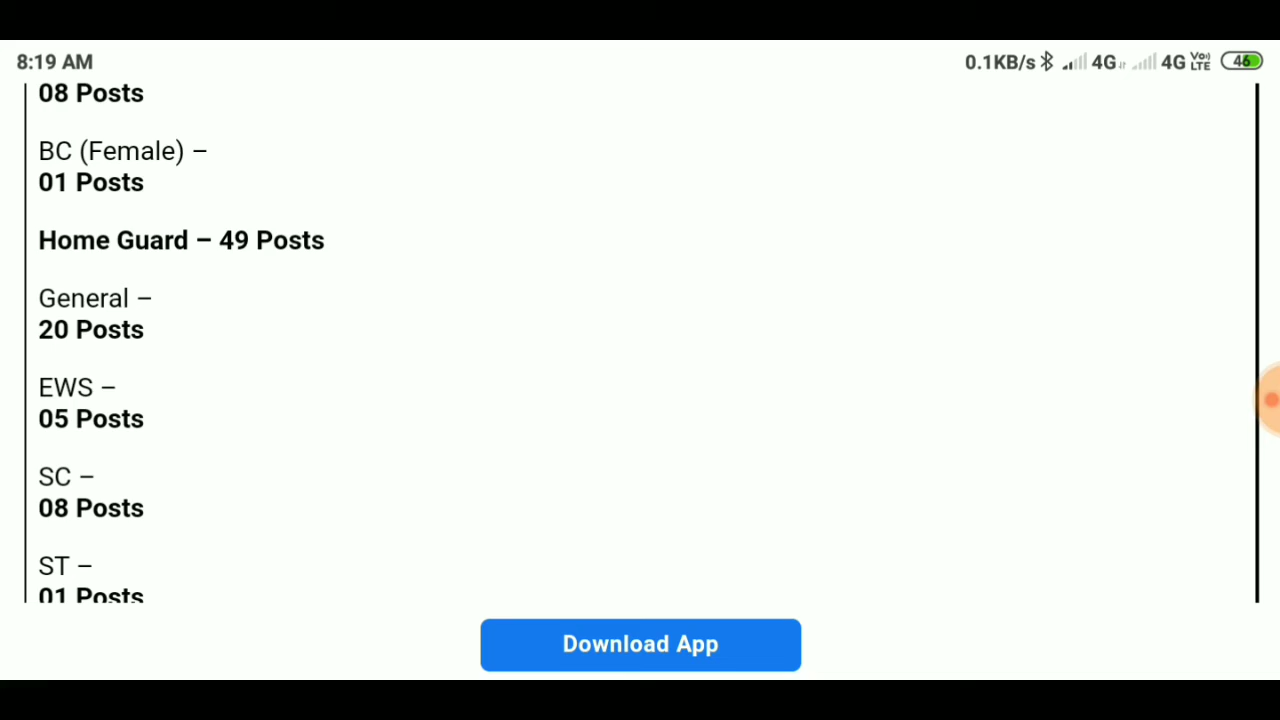 8:19 AM
0.1KB/s 4G 4G Vo) LTE 46
08 Posts
BC (Female) –
01 Posts
Home Guard – 49 Posts
General –
20 Posts
EWS –
05 Posts
SC –
08 Posts
ST –
01 Posts
Download App